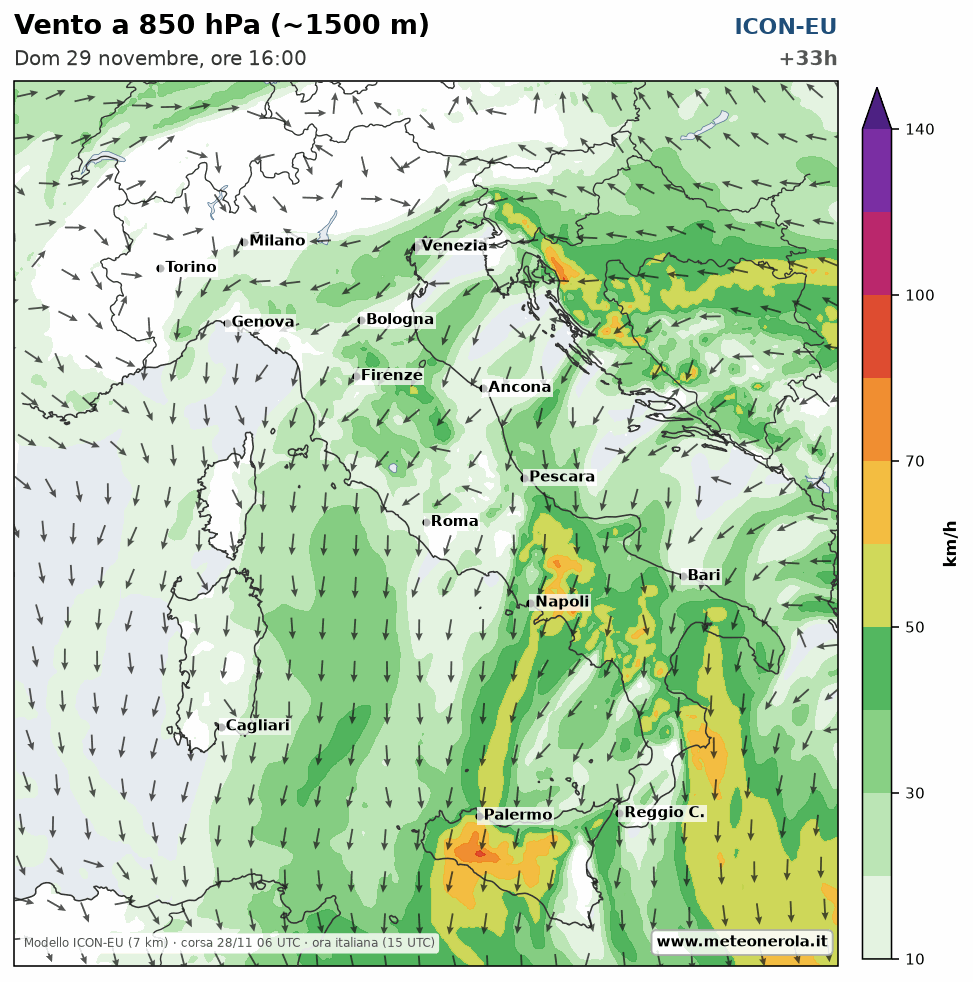 Vento a 850 hPa (~1500 m)
ICON-EU
Dom 29 novembre, ore 16:00
+33h
140
Milano
Venezia
Torino
100
Genova
Bologna
Firenze
Ancona
70
Pescara
Roma
km/h
Bari
Napoli
50
Cagliari
30
Palermo
Reggio C.
Modello ICON-EU (7 km) · corsa 28/11 06 UTC · ora italiana (15 UTC)
www.meteonerola.it
10